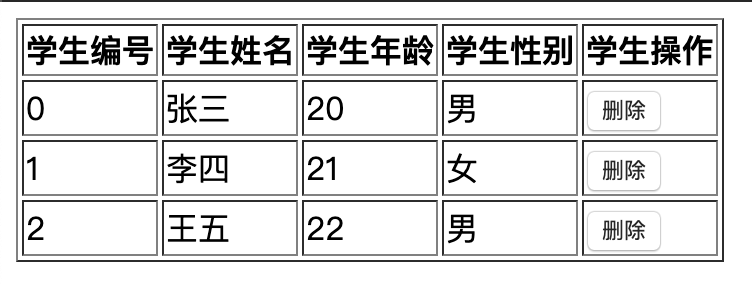 学生编号 学生姓名 学生年龄 学生性别 学生操作
0 张三 20 男 删除
1 李四 21 女 删除
2 王五 22 男 删除